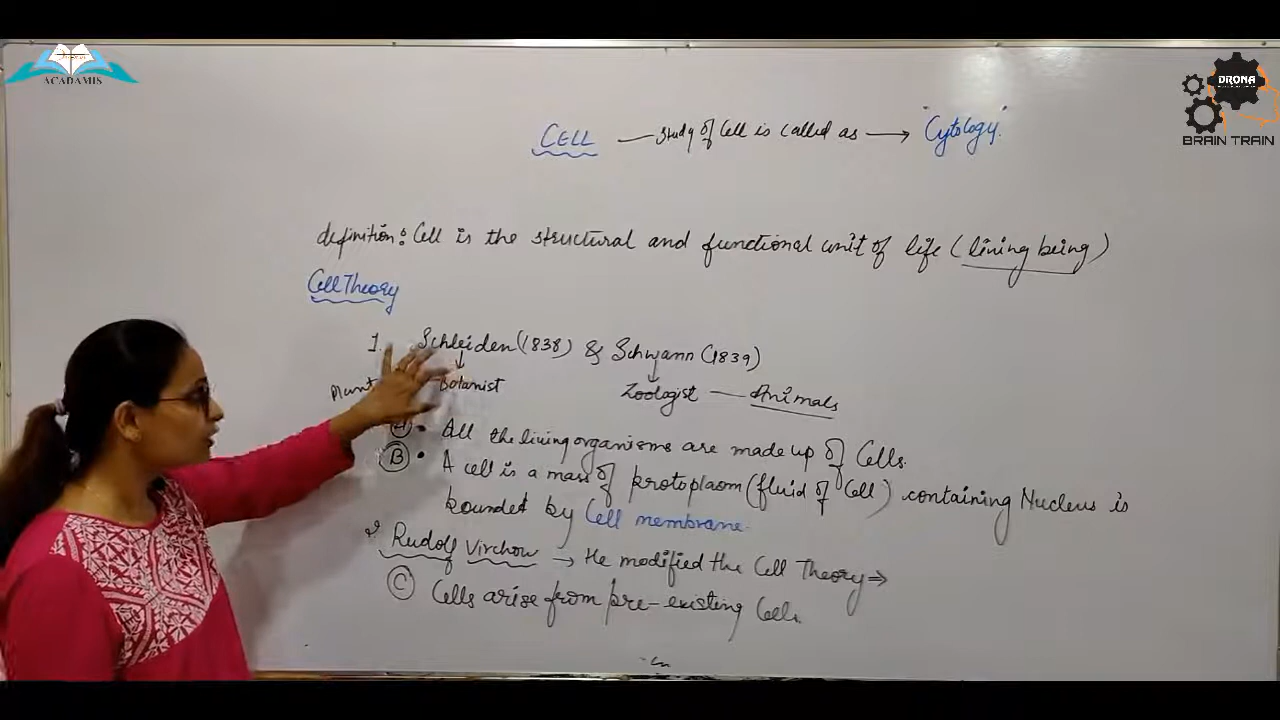 ACADAMIS
DRONA
BRAIN TRAIN
CELL — study of Cell is called as → "Cytology"
definition: Cell is the structural and functional unit of life (living being)
Cell Theory
1. Schleiden (1838) & Schwann (1839)
Plant Botanist Zoologist — Animals
A • All the living organisms are made up of Cells.
B • A cell is a mass of protoplasm (fluid of Cell) containing Nucleus is
bounded by Cell membrane.
Rudolf Virchow → He modified the Cell Theory ⇒
C Cells arise from pre-existing Cells.